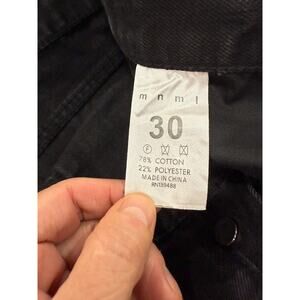 mnml
30
F
78% COTTON
22% POLYESTER
MADE IN CHINA
RN139488